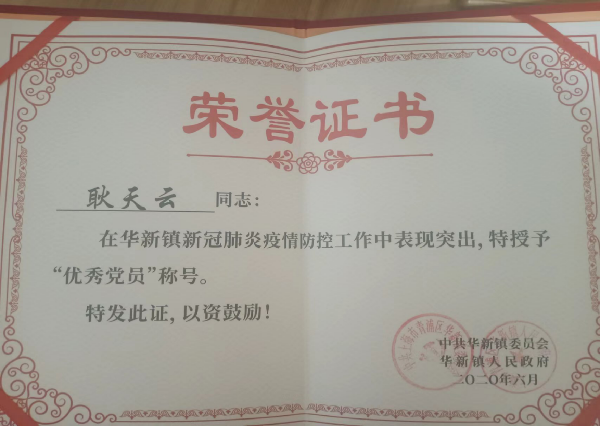 荣誉证书
耿天云 同志：
在华新镇新冠肺炎疫情防控工作中表现突出，特授予
“优秀党员”称号。
特发此证，以资鼓励！
中共华新镇委员会
华新镇人民政府
二〇二〇年六月